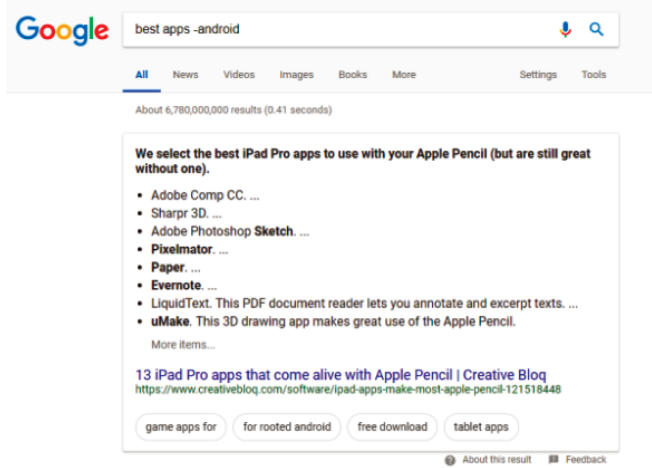 Google
best apps -android
All News Videos Images Books More Settings Tools
About 6,780,000,000 results (0.41 seconds)
We select the best iPad Pro apps to use with your Apple Pencil (but are still great
without one).
• Adobe Comp CC. ...
• Sharpr 3D. ...
• Adobe Photoshop Sketch. ...
• Pixelmator. ...
• Paper. ...
• Evernote. ...
• LiquidText. This PDF document reader lets you annotate and excerpt texts. ...
• uMake. This 3D drawing app makes great use of the Apple Pencil.
More items...
13 iPad Pro apps that come alive with Apple Pencil | Creative Bloq
https://www.creativebloq.com/software/ipad-apps-make-most-apple-pencil-121518448
game apps for for rooted android free download tablet apps
About this result Feedback